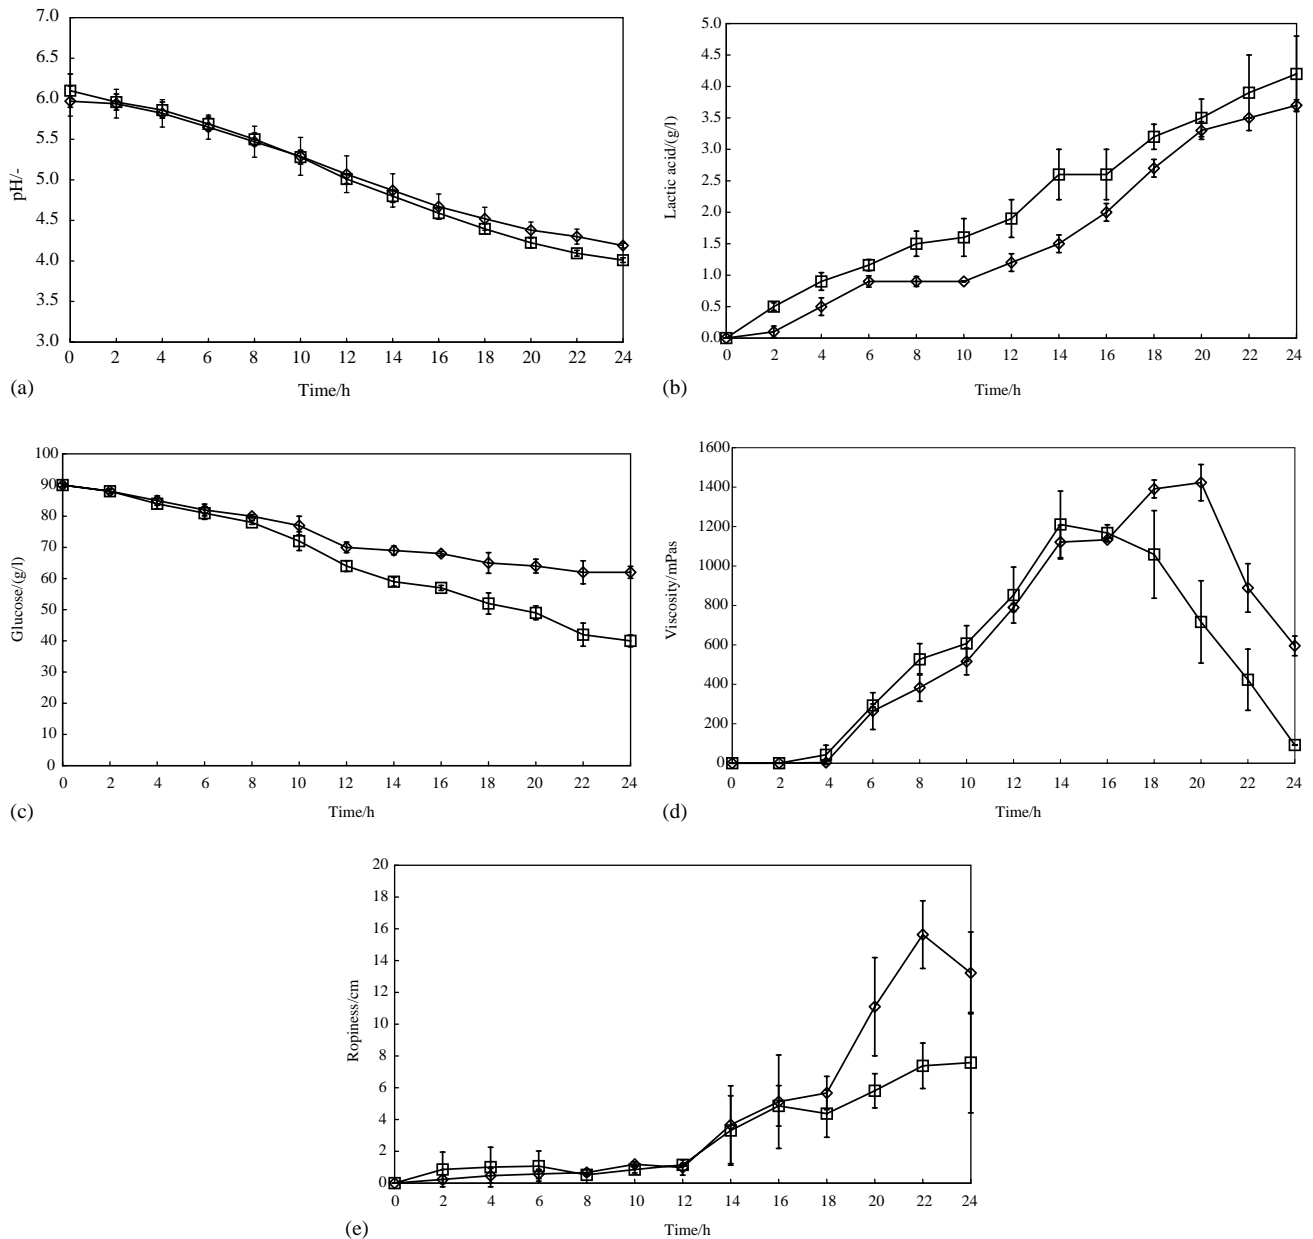 7.0
6.5
6.0
5.5
5.0
4.5
4.0
3.5
3.0
pH/-
0 2 4 6 8 10 12 14 16 18 20 22 24
Time/h
(a)
5.0
4.5
4.0
3.5
3.0
2.5
2.0
1.5
1.0
0.5
0.0
Lactic acid/(g/l)
0 2 4 6 8 10 12 14 16 18 20 22 24
Time/h
(b)
100
90
80
70
60
50
40
30
20
10
0
Glucose/(g/l)
0 2 4 6 8 10 12 14 16 18 20 22 24
Time/h
(c)
1600
1400
1200
1000
800
600
400
200
0
Viscosity/mPas
0 2 4 6 8 10 12 14 16 18 20 22 24
Time/h
(d)
20
18
16
14
12
10
8
6
4
2
0
Ropiness/cm
0 2 4 6 8 10 12 14 16 18 20 22 24
Time/h
(e)